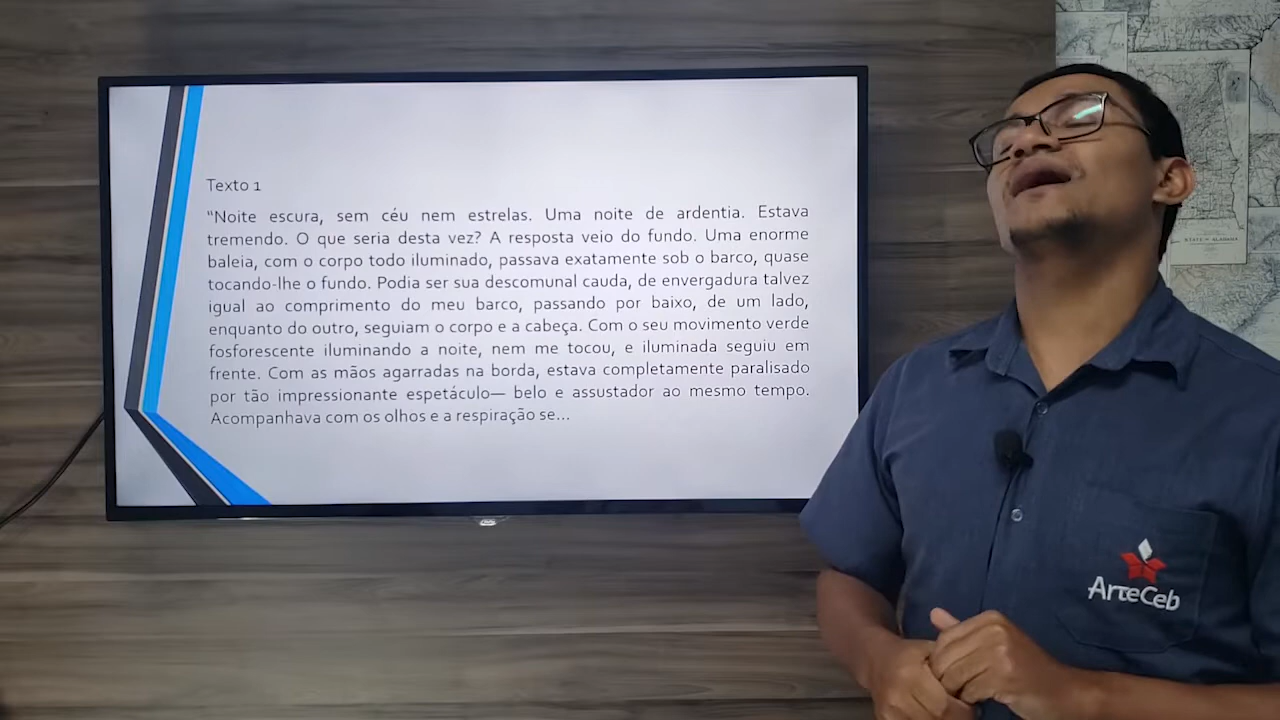 Texto 1
“Noite escura, sem céu nem estrelas. Uma noite de ardentia. Estava
tremendo. O que seria desta vez? A resposta veio do fundo. Uma enorme
baleia, com o corpo todo iluminado, passava exatamente sob o barco, quase
tocando-lhe o fundo. Podia ser sua descomunal cauda, de envergadura talvez
igual ao comprimento do meu barco, passando por baixo, de um lado,
enquanto do outro, seguiam o corpo e a cabeça. Com o seu movimento verde
fosforescente iluminando a noite, nem me tocou, e iluminada seguiu em
frente. Com as mãos agarradas na borda, estava completamente paralisado
por tão impressionante espetáculo— belo e assustador ao mesmo tempo.
Acompanhava com os olhos e a respiração se...
STATE OF ALABAMA
ArteCeb